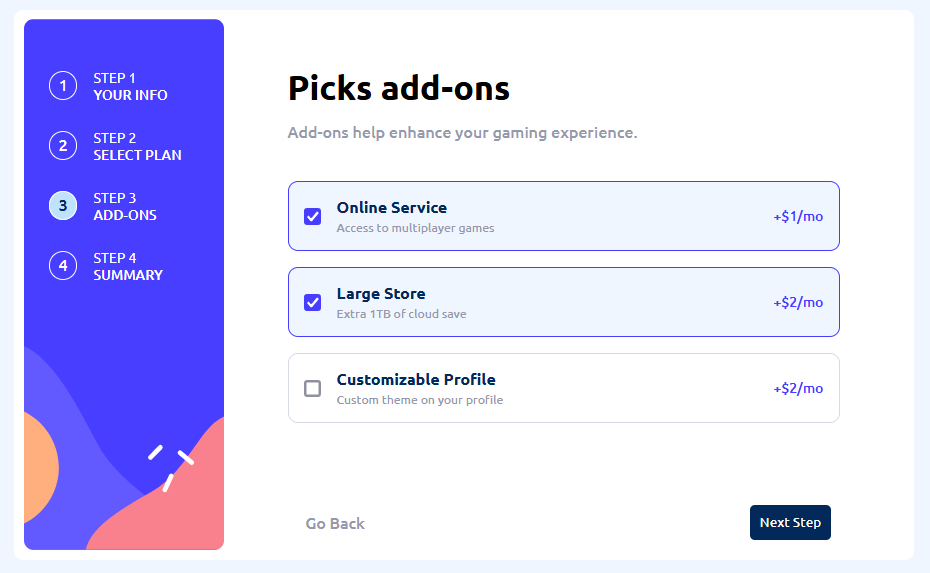 1
STEP 1
YOUR INFO
2
STEP 2
SELECT PLAN
3
STEP 3
ADD-ONS
4
STEP 4
SUMMARY
Picks add-ons
Add-ons help enhance your gaming experience.
Online Service
Access to multiplayer games
+$1/mo
Large Store
Extra 1TB of cloud save
+$2/mo
Customizable Profile
Custom theme on your profile
+$2/mo
Go Back
Next Step